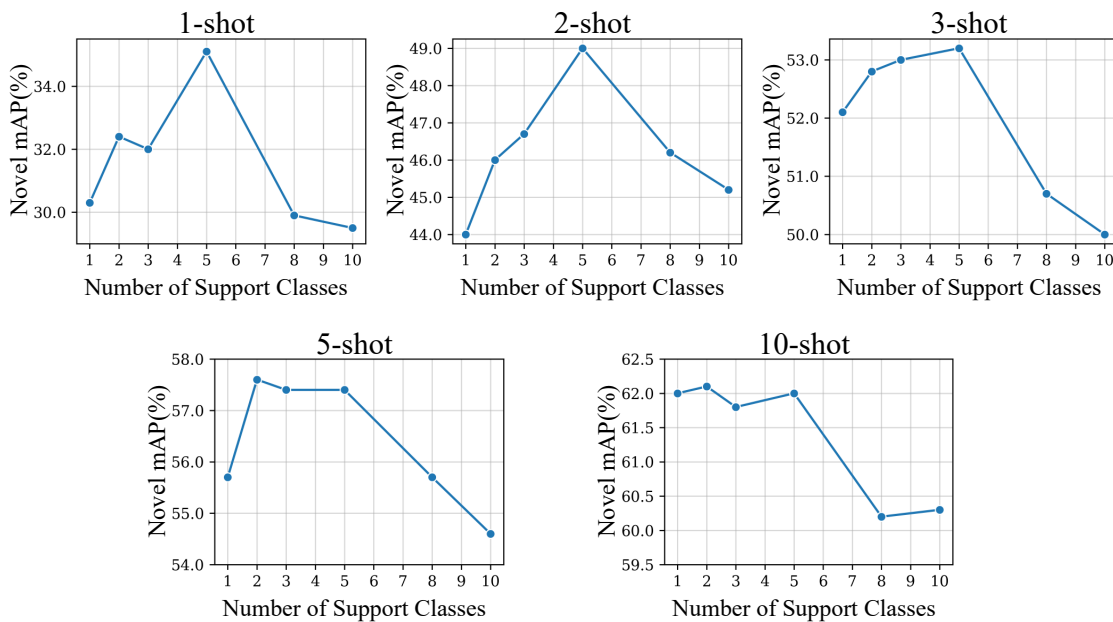 1-shot
Novel mAP(%)
34.0
32.0
30.0
1 2 3 4 5 6 7 8 9 10
Number of Support Classes
2-shot
Novel mAP(%)
49.0
48.0
47.0
46.0
45.0
44.0
1 2 3 4 5 6 7 8 9 10
Number of Support Classes
3-shot
Novel mAP(%)
53.0
52.0
51.0
50.0
1 2 3 4 5 6 7 8 9 10
Number of Support Classes
5-shot
Novel mAP(%)
58.0
57.0
56.0
55.0
54.0
1 2 3 4 5 6 7 8 9 10
Number of Support Classes
10-shot
Novel mAP(%)
62.5
62.0
61.5
61.0
60.5
60.0
59.5
1 2 3 4 5 6 7 8 9 10
Number of Support Classes